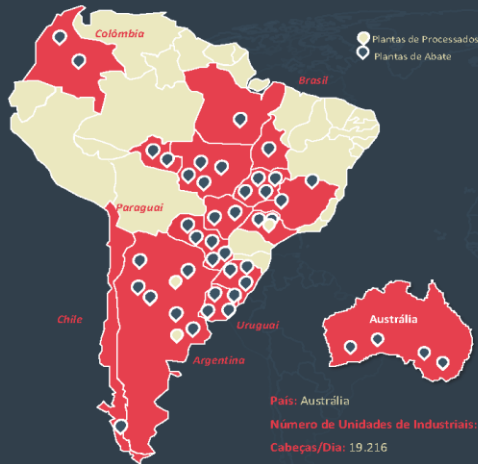 Colômbia
Plantas de Processados
Plantas de Abate
Brasil
Paraguai
Chile
Austrália
Uruguai
Argentina
País: Austrália
Número de Unidades de Industriais:
Cabeças/Dia: 19.216